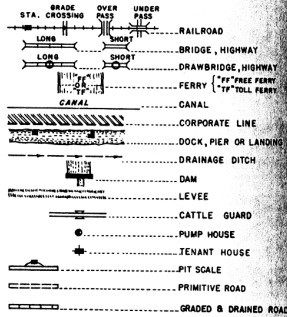 GRADE OVER UNDER
STA. CROSSING PASS PASS
RAILROAD
LONG SHORT
BRIDGE, HIGHWAY
LONG SHORT
DRAWBRIDGE, HIGHWAY
"FF" OR "TF"
FERRY { "FF" FREE FERRY
"TF" TOLL FERRY
CANAL
CANAL
CORPORATE LINE
DOCK, PIER OR LANDING
DRAINAGE DITCH
DAM
LEVEE
CATTLE GUARD
PUMP HOUSE
TENANT HOUSE
PIT SCALE
PRIMITIVE ROAD
GRADED & DRAINED ROAD